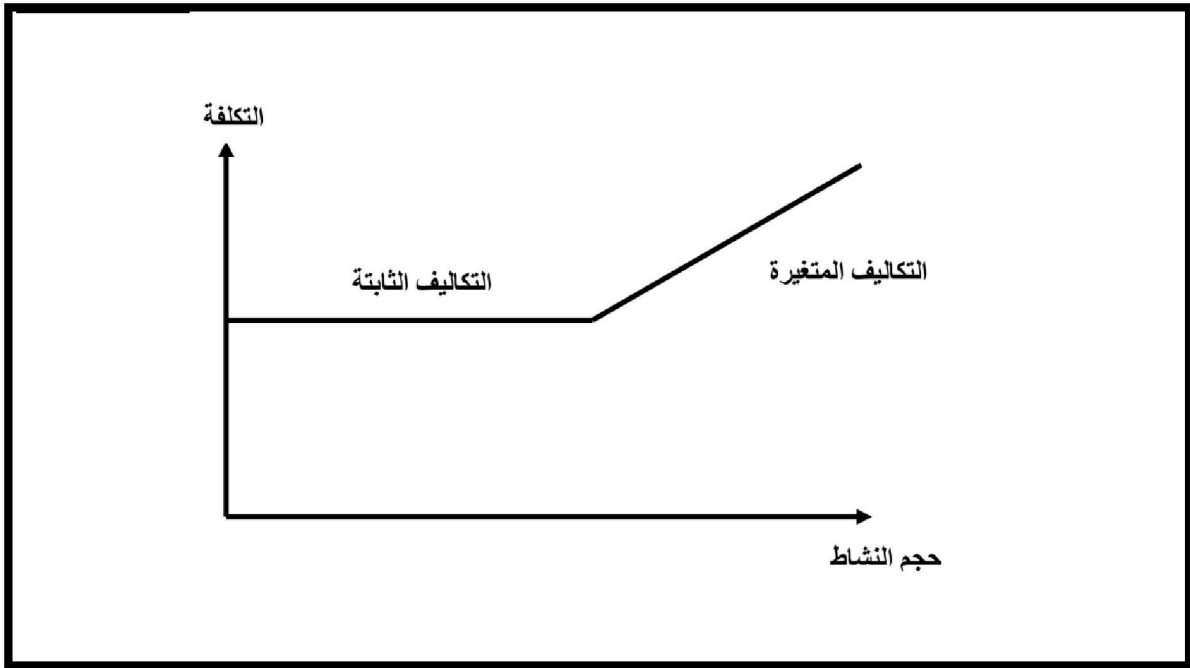 التكلفة
التكاليف المتغيرة
التكاليف الثابتة
حجم النشاط